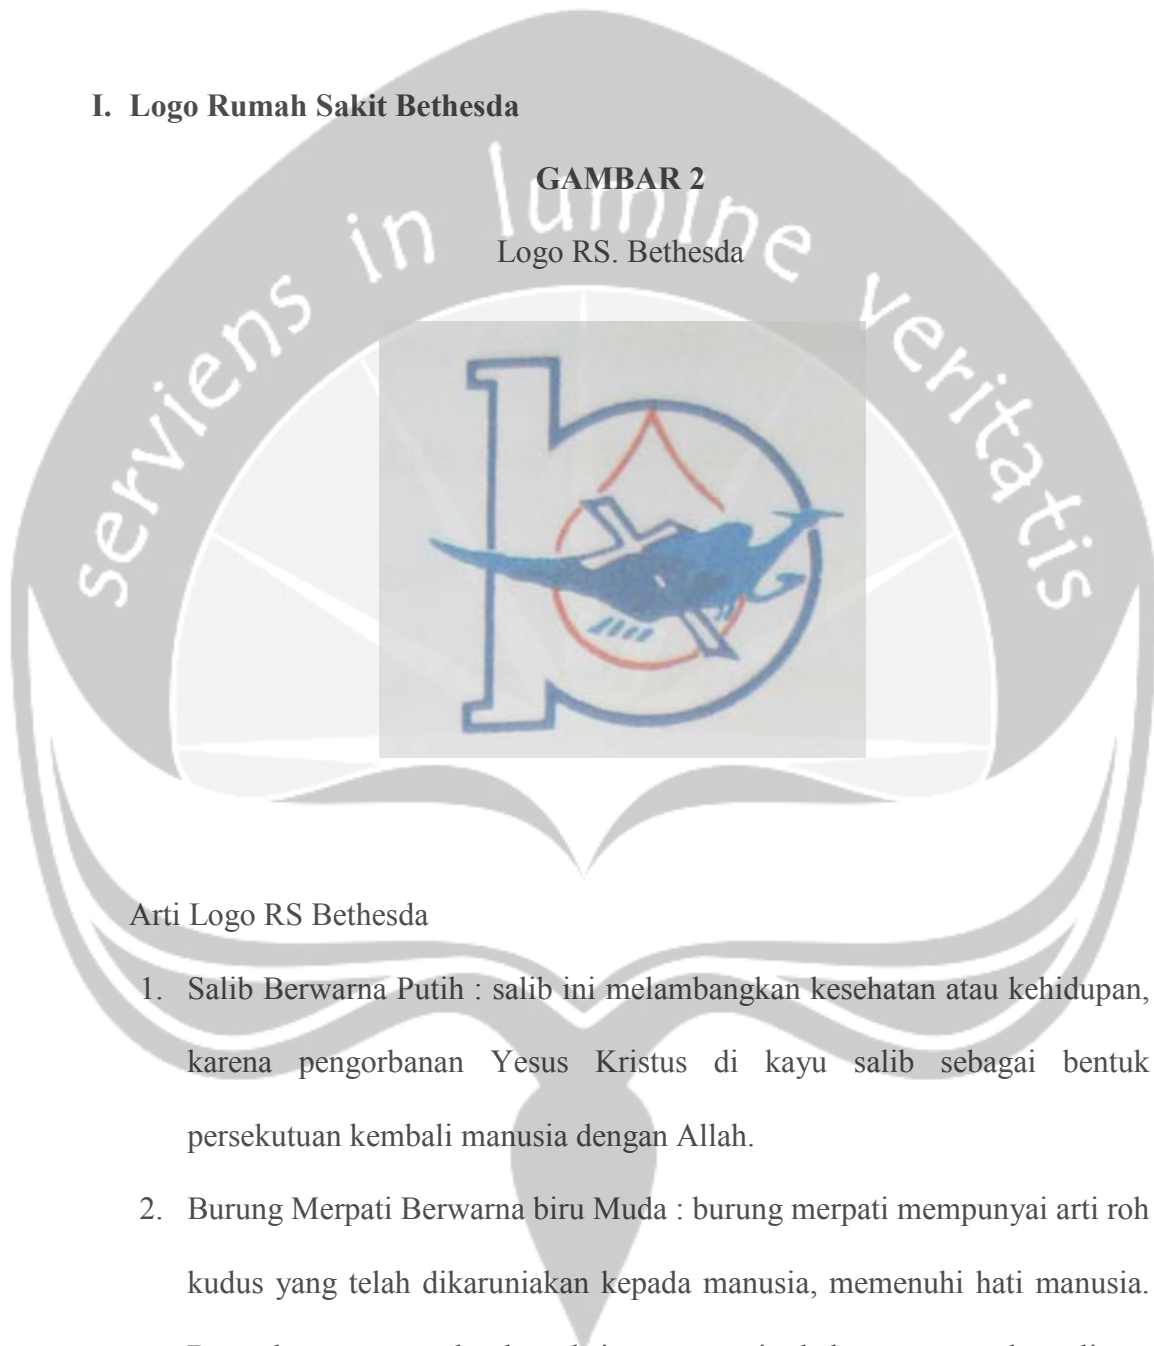 I. Logo Rumah Sakit Bethesda
GAMBAR 2
Logo RS. Bethesda
serviens in lumine veritatis
b
Arti Logo RS Bethesda
1. Salib Berwarna Putih : salib ini melambangkan kesehatan atau kehidupan,
karena pengorbanan Yesus Kristus di kayu salib sebagai bentuk
persekutuan kembali manusia dengan Allah.
2. Burung Merpati Berwarna biru Muda : burung merpati mempunyai arti roh
kudus yang telah dikaruniakan kepada manusia, memenuhi hati manusia.